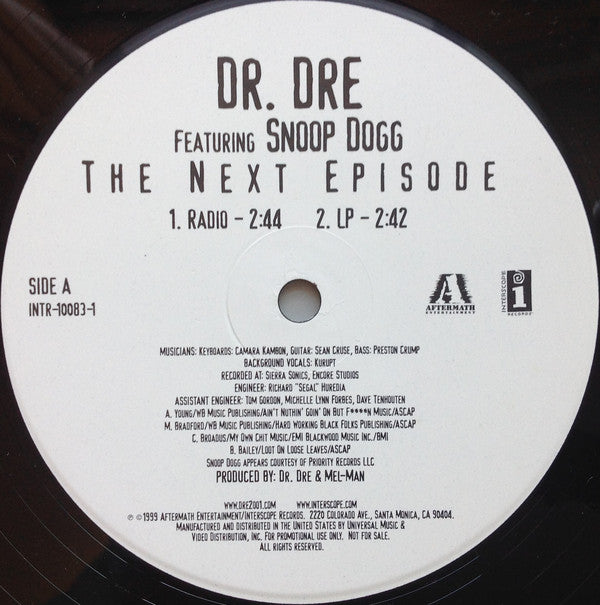 DR. DRE
FEATURING SNOOP DOGG
THE NEXT EPISODE
1. RADIO - 2:44 2. LP - 2:42
SIDE A
INTR-10083-1
AFTERMATH
ENTERTAINMENT
INTERSCOPE
RECORDS
MUSICIANS: KEYBOARDS: CAMARA KAMBON, GUITAR: SEAN CRUSE, BASS: PRESTON CRUMP
BACKGROUND VOCALS: KURUPT
RECORDED AT: SIERRA SONICS, ENCORE STUDIOS
ENGINEER: RICHARD "SEGAL" HUREDIA
ASSISTANT ENGINEER: TOM GORDON, MICHELLE LYNN FORBES, DAVE TENHOUTEN
A. YOUNG/WB MUSIC PUBLISHING/AIN'T NUTHIN' GOIN' ON BUT F****N MUSIC/ASCAP
M. BRADFORD/WB MUSIC PUBLISHING/HARD WORKING BLACK FOLKS PUBLISHING/ASCAP
C. BROADUS/MY OWN CHIT MUSIC/EMI BLACKWOOD MUSIC INC./BMI
B. BAILEY/LOOT ON LOOSE LEAVES/ASCAP
SNOOP DOGG APPEARS COURTESY OF PRIORITY RECORDS LLC
PRODUCED BY: DR. DRE & MEL-MAN
WWW.DRE2001.COM WWW.INTERSCOPE.COM
℗ ©1999 AFTERMATH ENTERTAINMENT/INTERSCOPE RECORDS. 2220 COLORADO AVE., SANTA MONICA, CA 90404.
MANUFACTURED AND DISTRIBUTED IN THE UNITED STATES BY UNIVERSAL MUSIC &
VIDEO DISTRIBUTION, INC. FOR PROMOTIONAL USE ONLY. NOT FOR SALE.
ALL RIGHTS RESERVED.